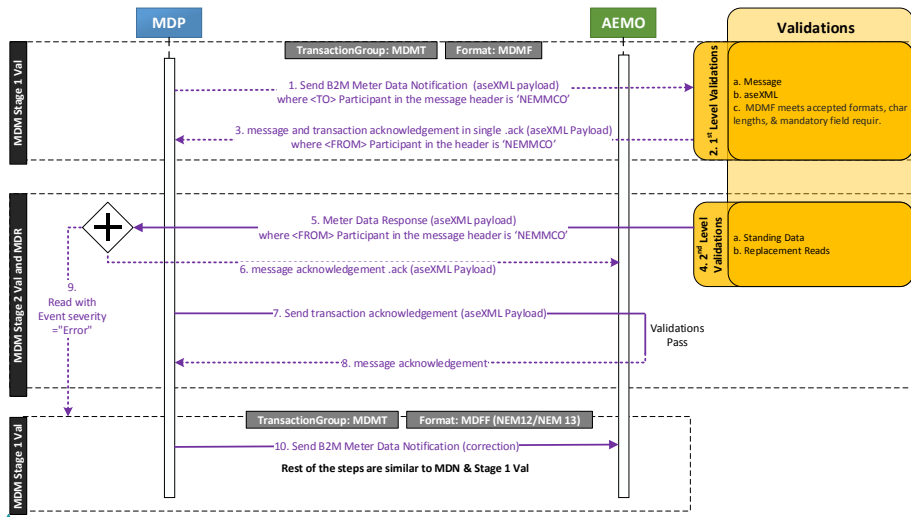 MDP
AEMO
Validations
TransactionGroup: MDMT
Format: MDMF
MDM Stage 1 Val
1. Send B2M Meter Data Notification (aseXML payload)
where <TO> Participant in the message header is ‘NEMMCO’
3. message and transaction acknowledgement in single .ack (aseXML Payload)
where <FROM> Participant in the header is ‘NEMMCO’
2. 1st Level Validations
a. Message
b. aseXML
c. MDMF meets accepted formats, char
lengths, & mandatory field requir.
MDM Stage 2 Val and MDR
5. Meter Data Response (aseXML payload)
where <FROM> Participant in the message header is ‘NEMMCO’
4. 2nd Level
Validations
a. Standing Data
b. Replacement Reads
6. message acknowledgement .ack (aseXML Payload)
9.
Read with
Event severity
="Error"
7. Send transaction acknowledgement (aseXML Payload)
Validations
Pass
8. message acknowledgement
MDM Stage 1 Val
TransactionGroup: MDMT
Format: MDFF (NEM12/NEM 13)
10. Send B2M Meter Data Notification (correction)
Rest of the steps are similar to MDN & Stage 1 Val